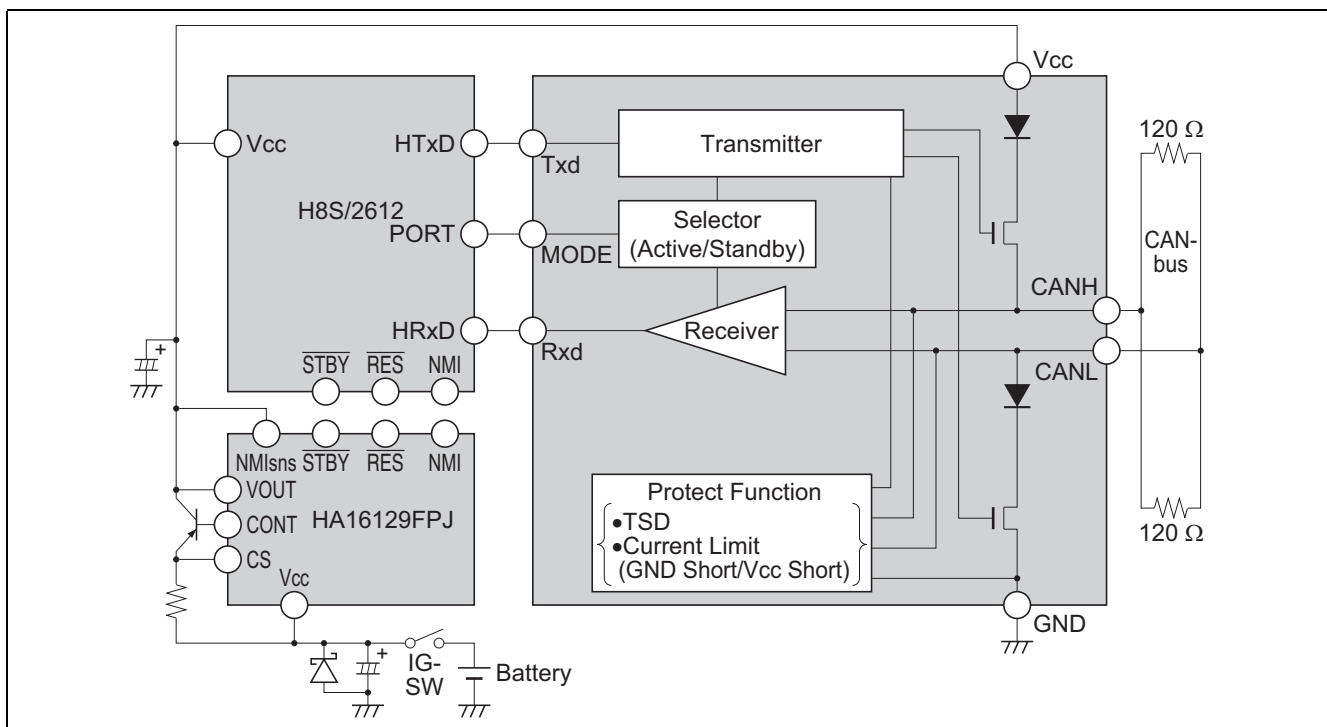 Vcc
Vcc
HTxD
Txd
Transmitter
120 Ω
H8S/2612
PORT
MODE
Selector
(Active/Standby)
CAN-
bus
CANH
HRxD
Rxd
Receiver
CANL
+
STBY
RES
NMI
NMIsns
STBY
RES
NMI
VOUT
CONT
HA16129FPJ
CS
Vcc
Protect Function
•TSD
•Current Limit
(GND Short/Vcc Short)
120 Ω
GND
+
IG-
SW
Battery